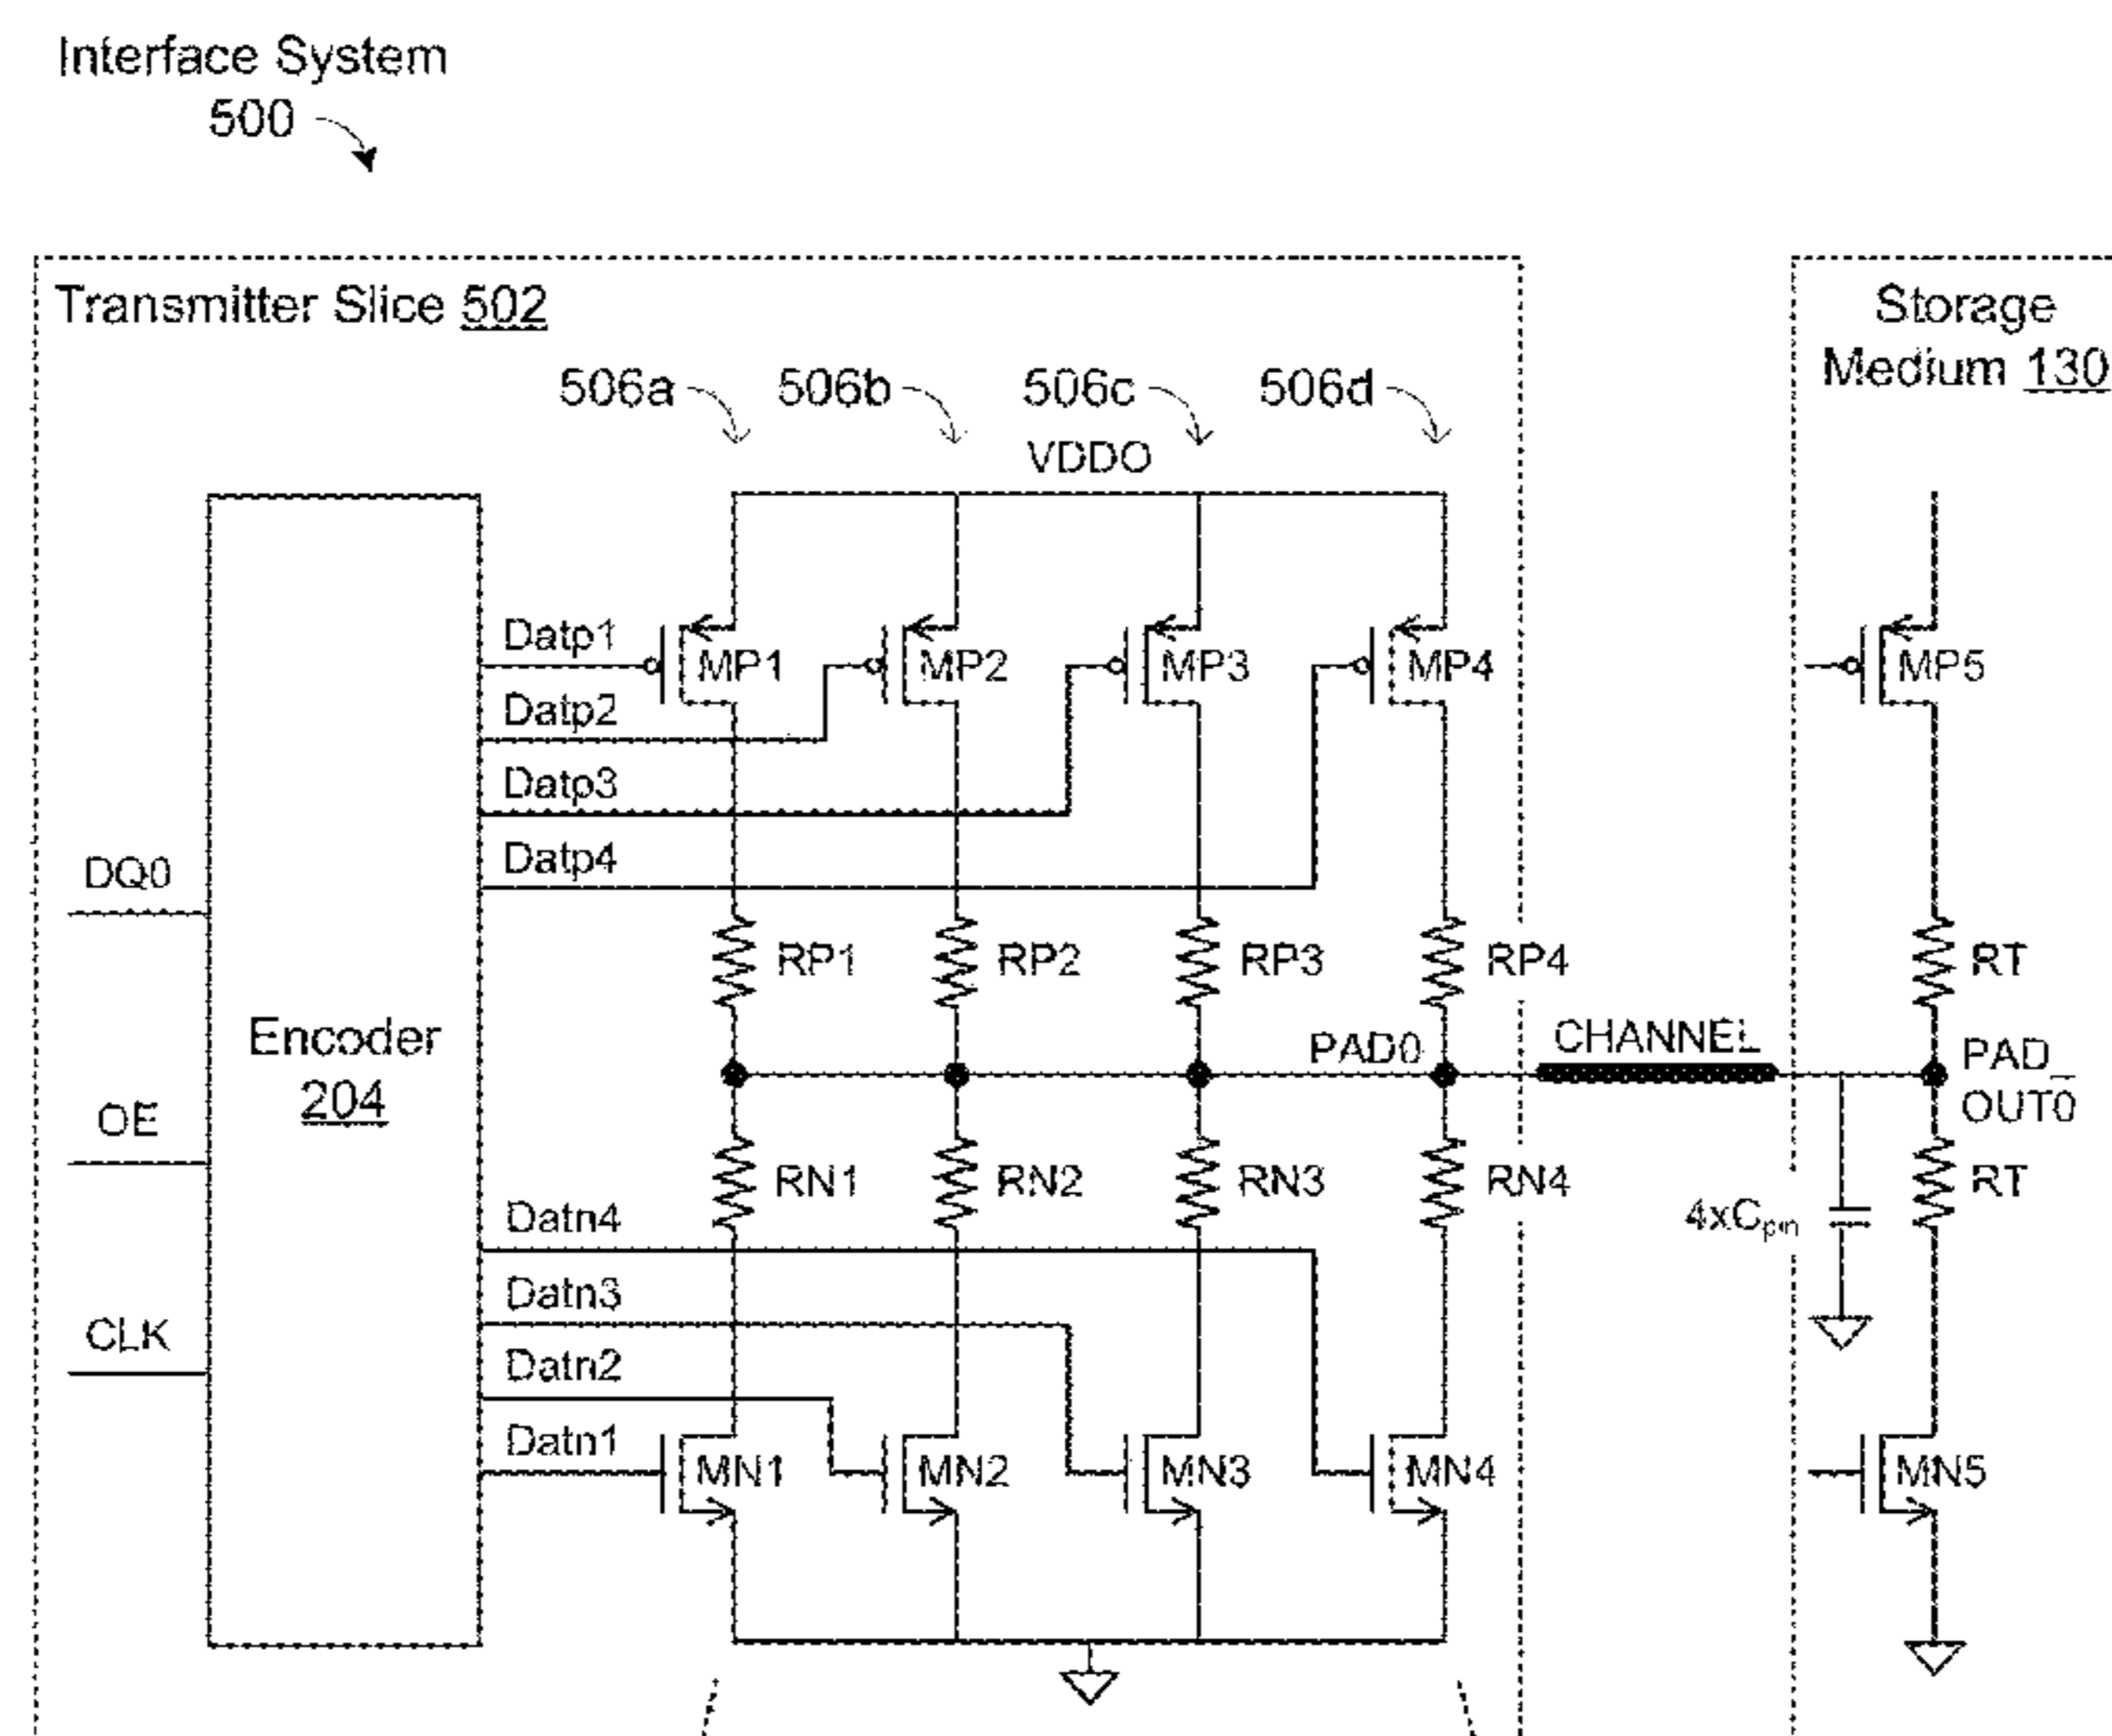 Interface System
500
Transmitter Slice 502
Storage
Medium 130
506a 506b 506c 506d
VDDO
Datp1
MP1 MP2 MP3 MP4 MP5
Datp2
Datp3
Datp4
DQ0
RP1 RP2 RP3 RP4 RT
Encoder
204
PAD0 CHANNEL PAD_
OUT0
OE
RN1 RN2 RN3 RN4 RT
4xCpin
Datn4
Datn3
CLK
Datn2
Datn1
MN1 MN2 MN3 MN4 MN5